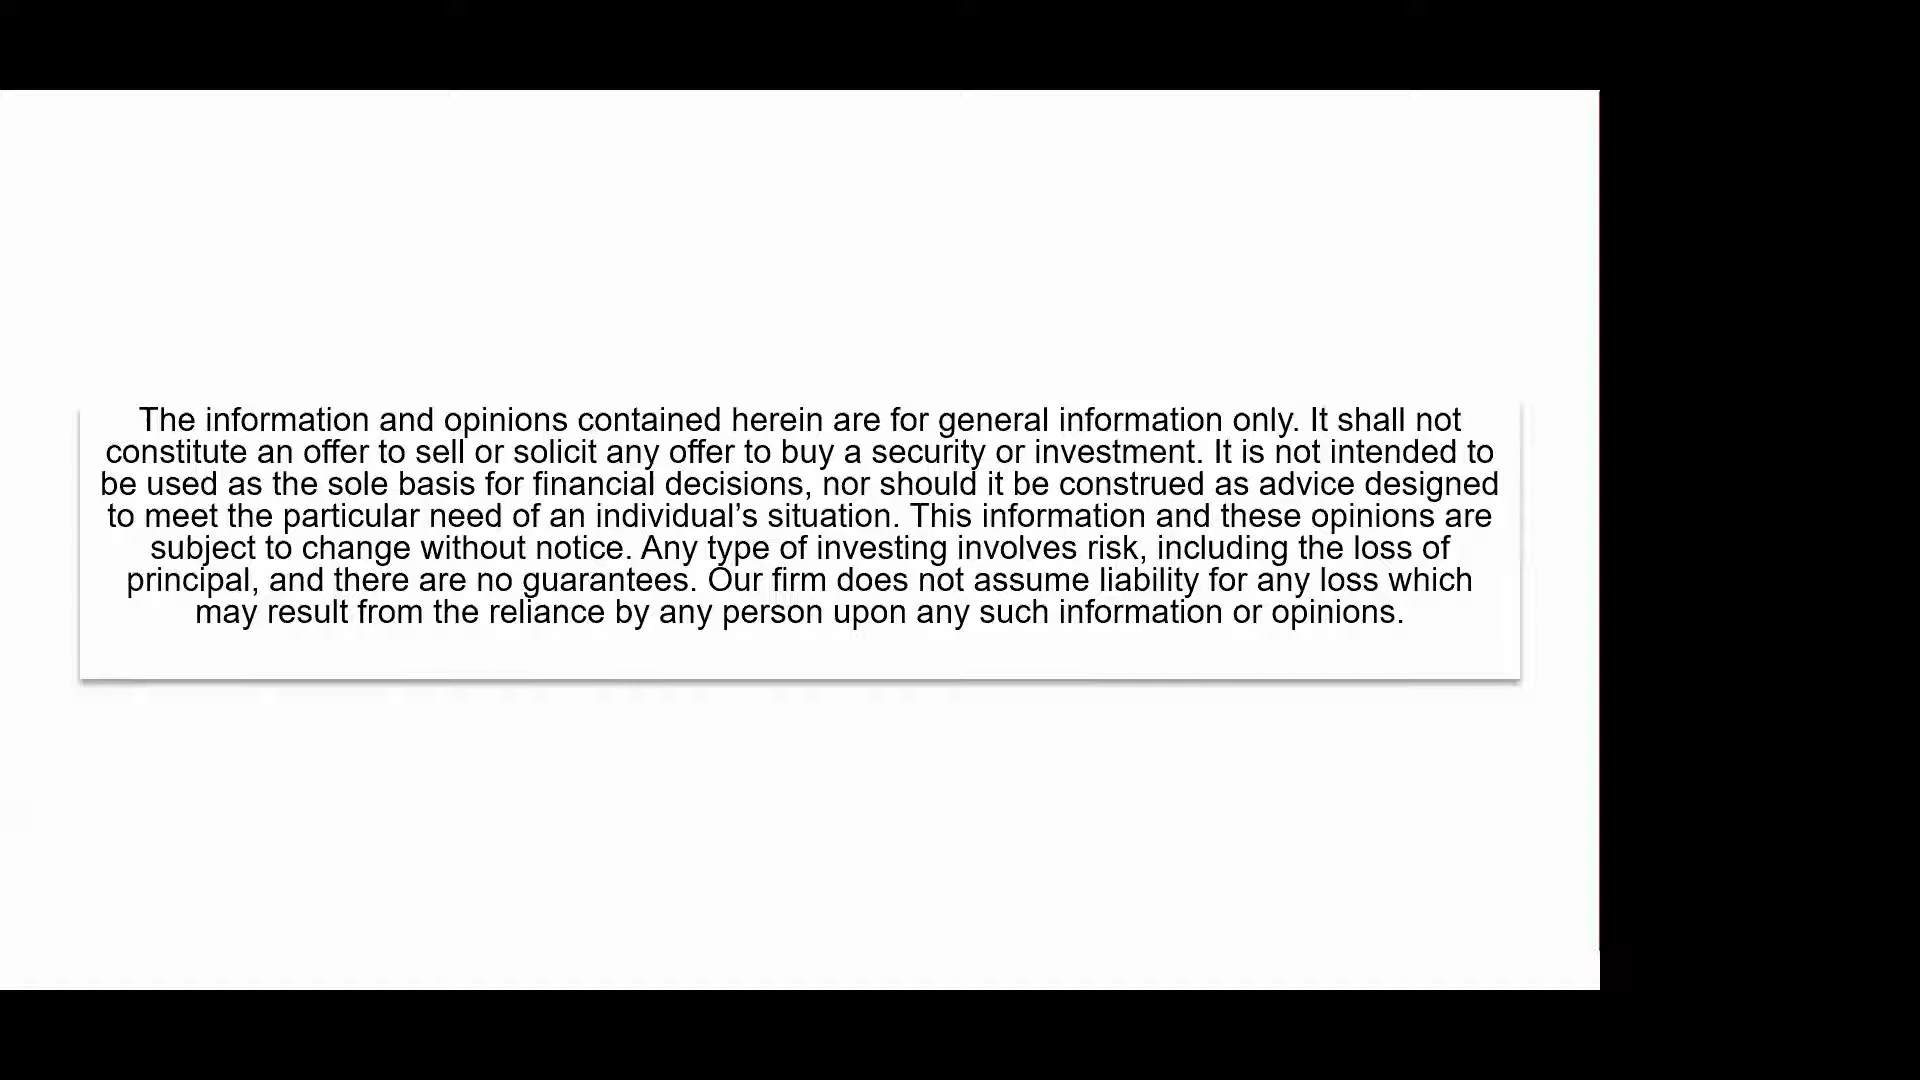 The information and opinions contained herein are for general information only. It shall not
constitute an offer to sell or solicit any offer to buy a security or investment. It is not intended to
be used as the sole basis for financial decisions, nor should it be construed as advice designed
to meet the particular need of an individual’s situation. This information and these opinions are
subject to change without notice. Any type of investing involves risk, including the loss of
principal, and there are no guarantees. Our firm does not assume liability for any loss which
may result from the reliance by any person upon any such information or opinions.